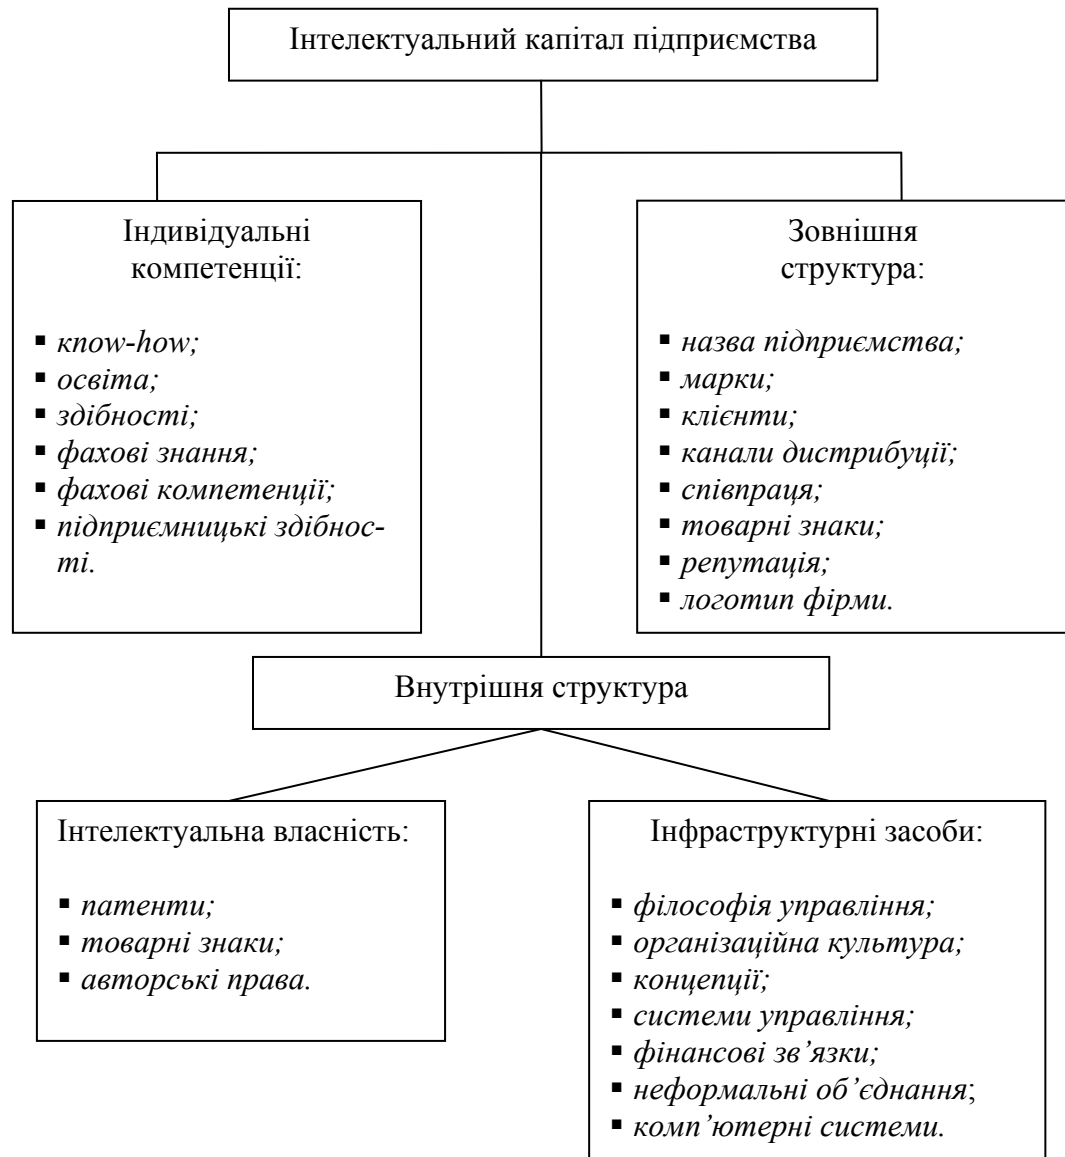 Інтелектуальний капітал підприємства
Індивідуальні
компетенції:
▪ кnow-how;
▪ освіта;
▪ здібності;
▪ фахові знання;
▪ фахові компетенції;
▪ підприємницькі здібнос-
ті.
Зовнішня
структура:
▪ назва підприємства;
▪ марки;
▪ клієнти;
▪ канали дистрибуції;
▪ співпраця;
▪ товарні знаки;
▪ репутація;
▪ логотип фірми.
Внутрішня структура
Інтелектуальна власність:
▪ патенти;
▪ товарні знаки;
▪ авторські права.
Інфраструктурні засоби:
▪ філософія управління;
▪ організаційна культура;
▪ концепції;
▪ системи управління;
▪ фінансові зв’язки;
▪ неформальні об’єднання;
▪ комп’ютерні системи.